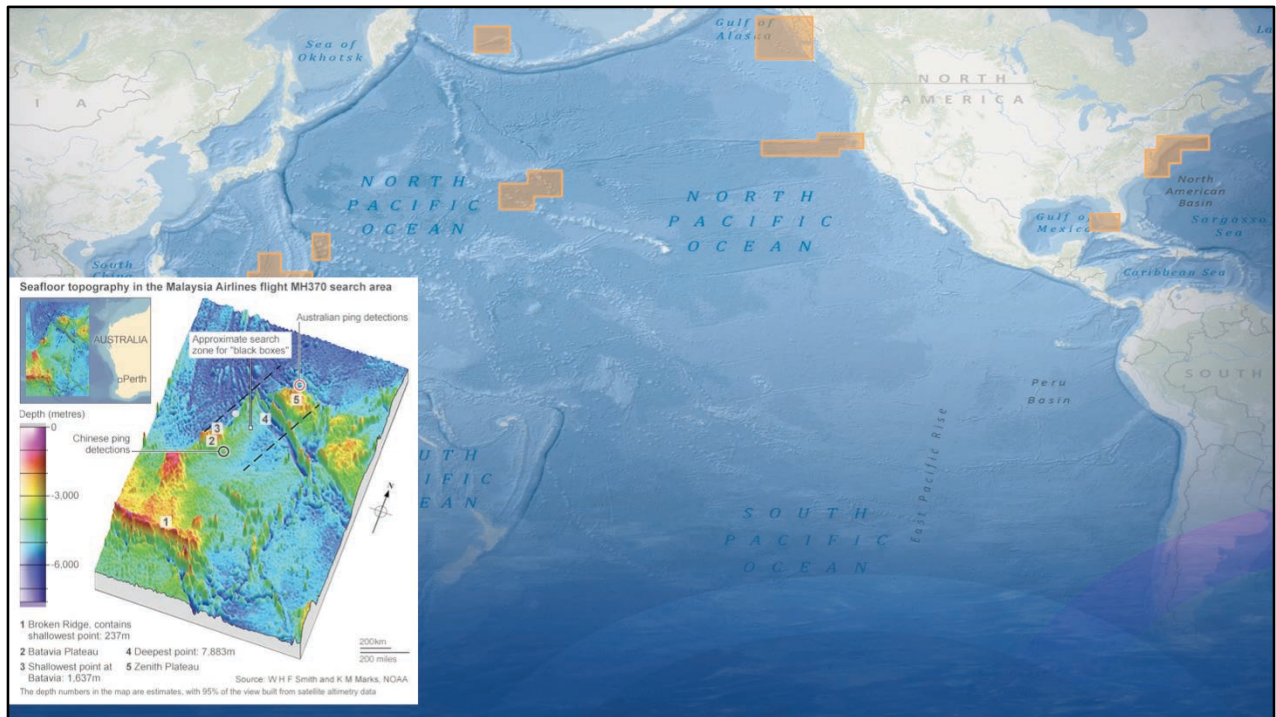 Sea of
Okhotsk
Gulf of
Alaska
NORTH
AMERICA
I A
NORTH
PACIFIC
OCEAN
NORTH
PACIFIC
OCEAN
North
American
Basin
Gulf of
Mexico
Sargasso
Sea
South
Caribbean Sea
SOUTH
Peru
Basin
East Pacific Rise
UTH
IFIC
EAN
SOUTH
PACIFIC
OCEAN
Seafloor topography in the Malaysia Airlines flight MH370 search area
AUSTRALIA
Perth
Australian ping detections
Approximate search
zone for "black boxes"
Depth (metres)
0
-3,000
-6,000
Chinese ping
detections
5
4
3
2
1
N
1 Broken Ridge, contains
shallowest point: 237m
2 Batavia Plateau
3 Shallowest point at
Batavia: 1,637m
4 Deepest point: 7,883m
5 Zenith Plateau
200km
200 miles
Source: W H F Smith and K M Marks, NOAA
The depth numbers in the map are estimates, with 95% of the view built from satellite altimetry data